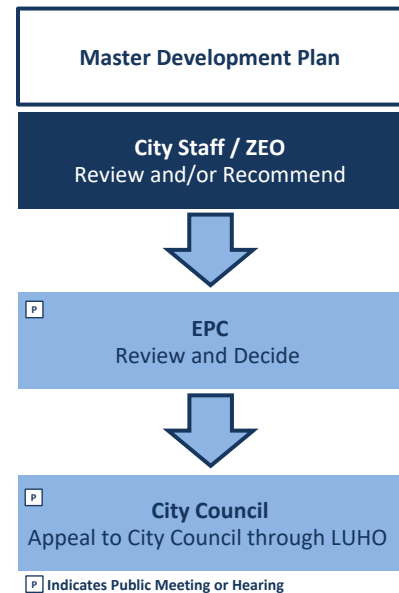 Master Development Plan
City Staff / ZEO
Review and/or Recommend
P
EPC
Review and Decide
P
City Council
Appeal to City Council through LUHO
P Indicates Public Meeting or Hearing